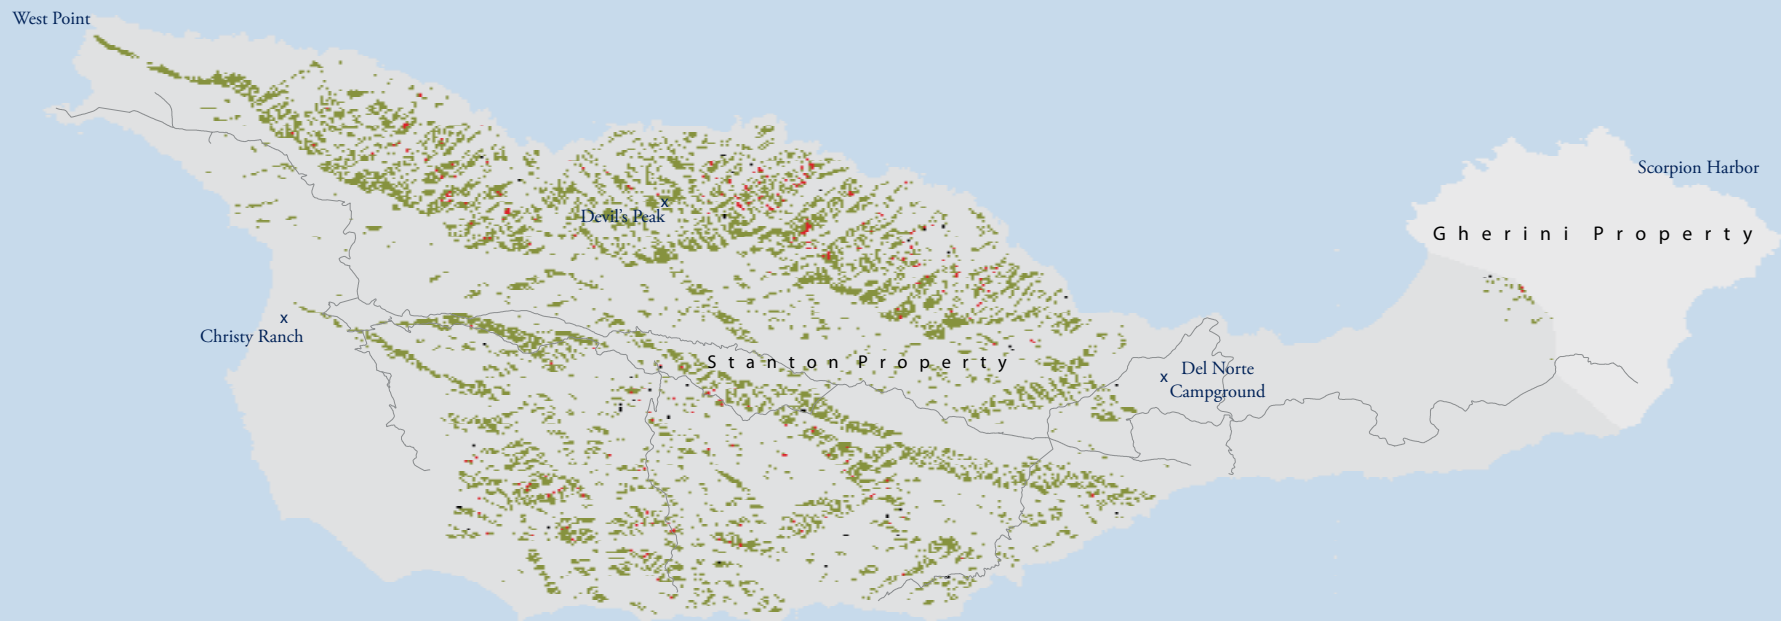 West Point
Scorpion Harbor
Devil's Peak
x
Gherini Property
x
Christy Ranch
Stanton Property
x
Del Norte
Campground